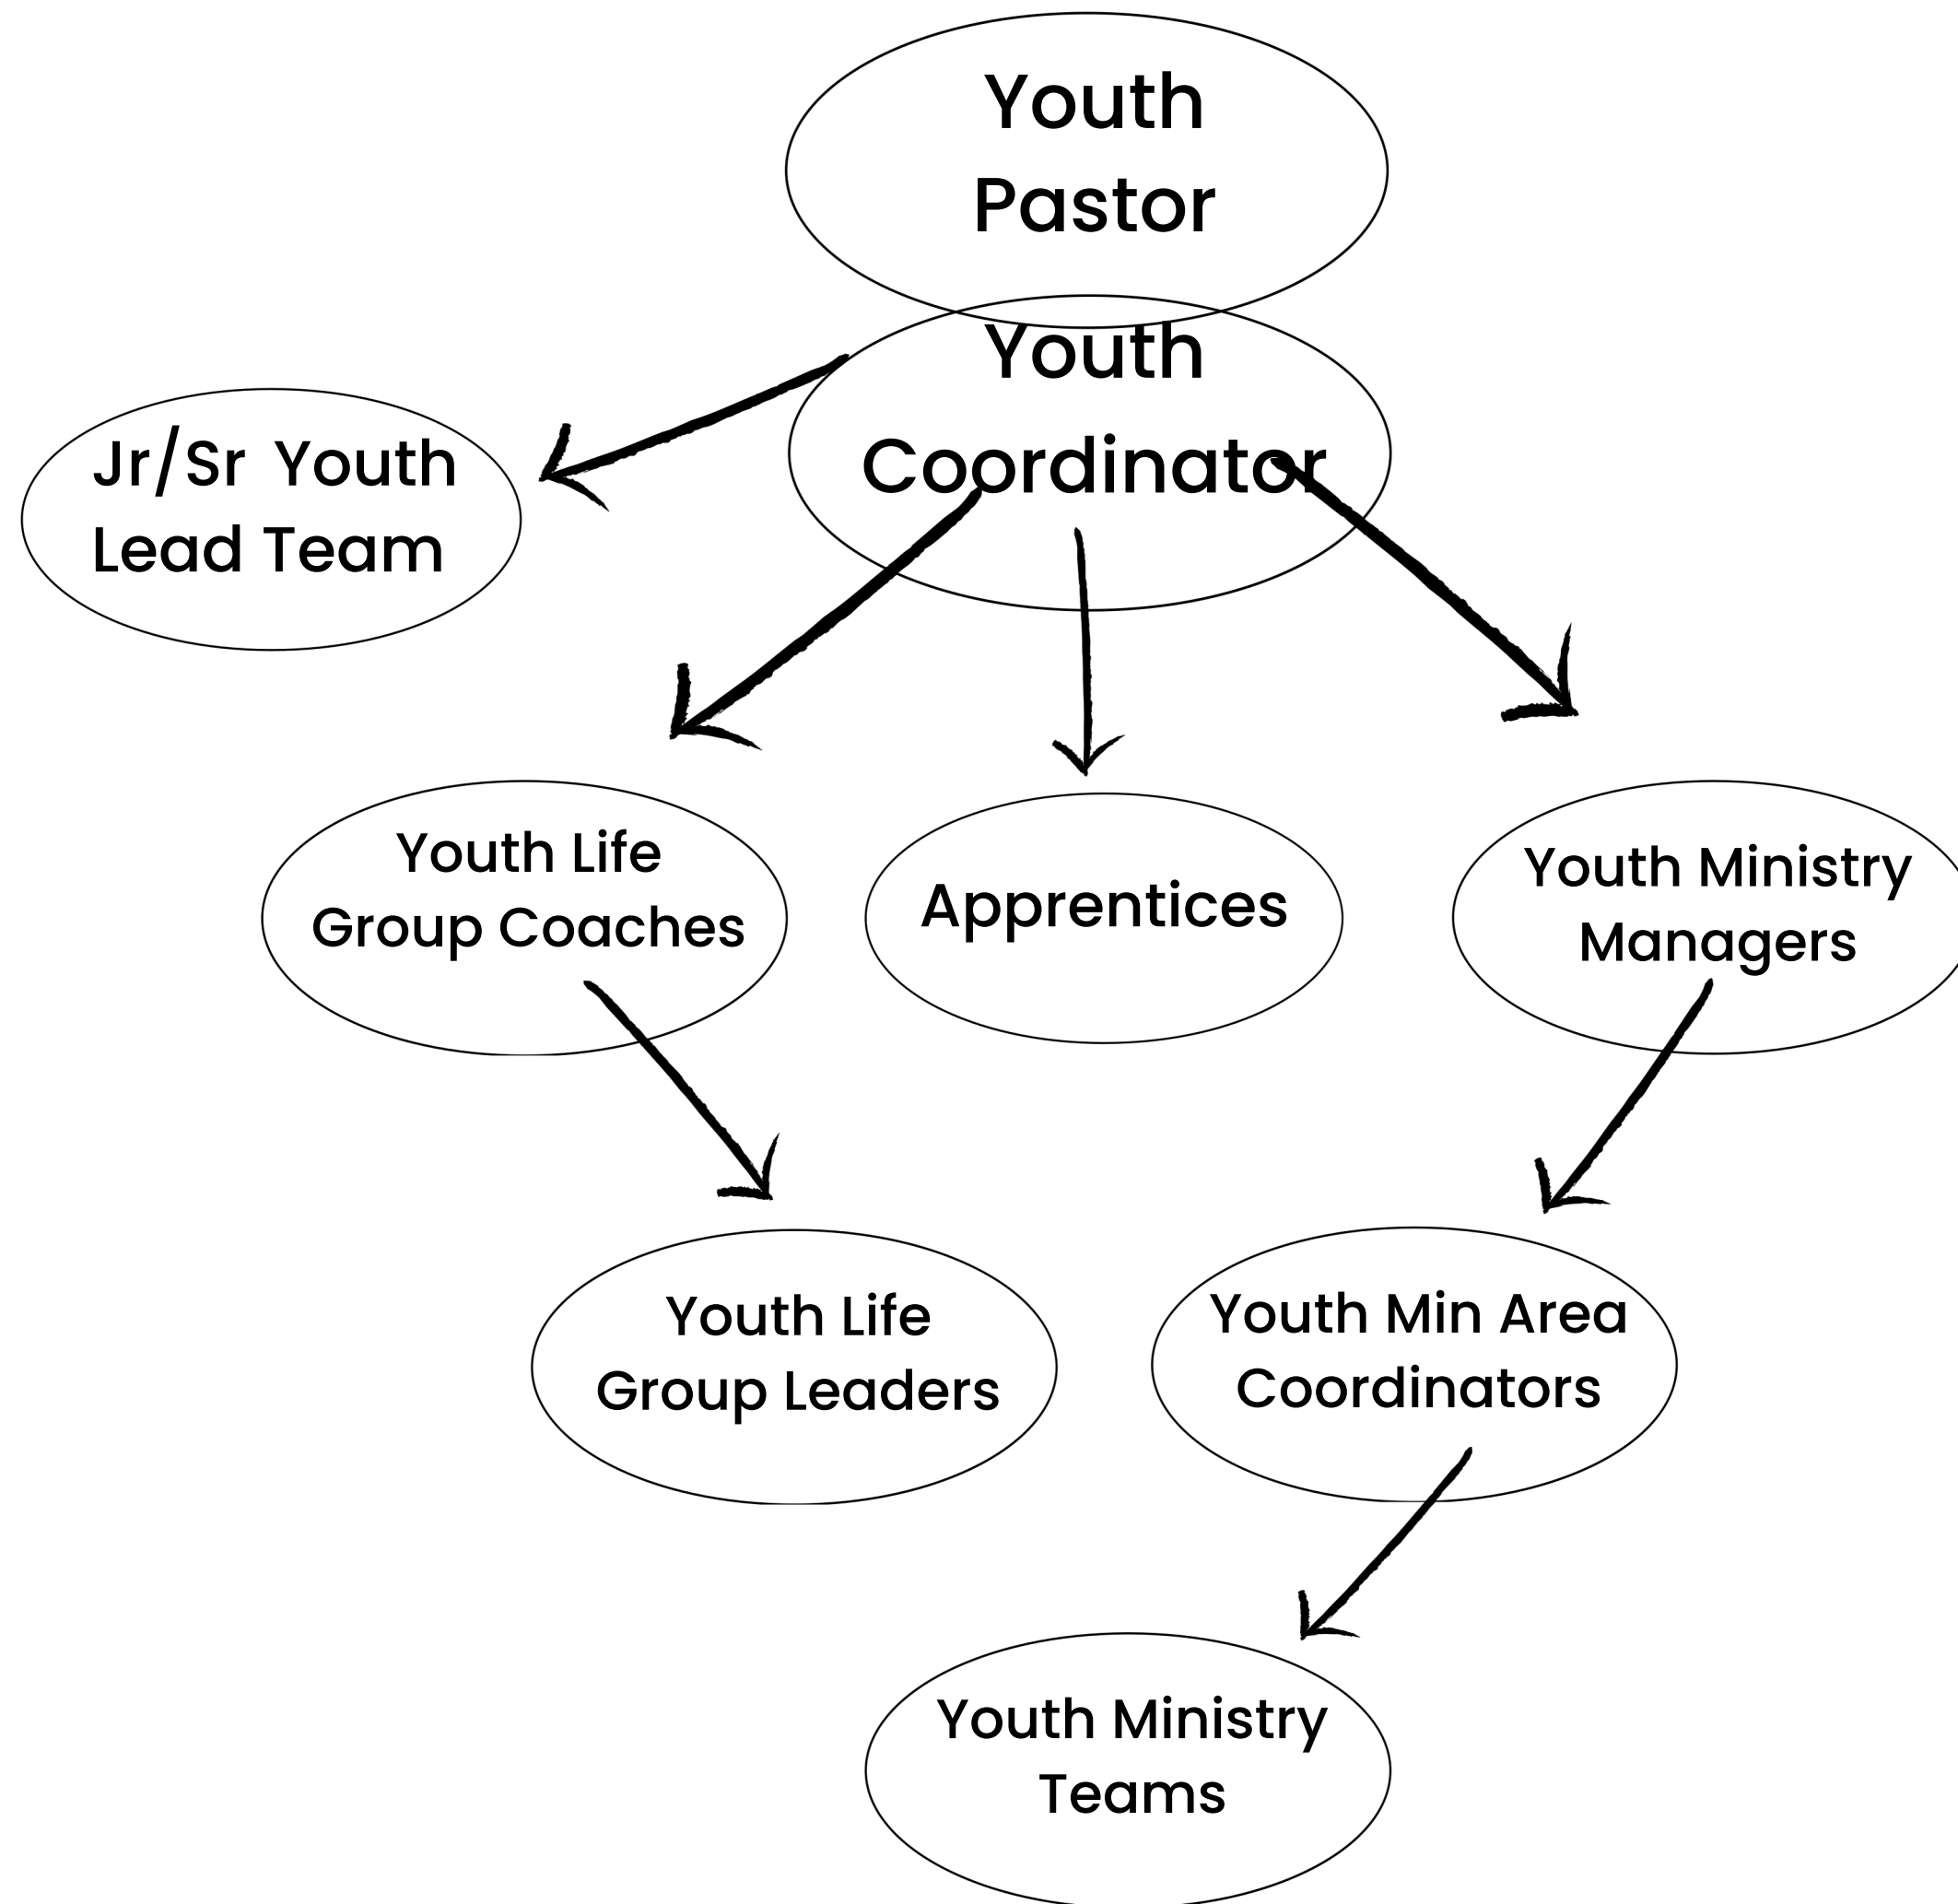 Youth
Pastor
Youth
Coordinator
Jr/Sr Youth
Lead Team
Youth Life
Group Coaches
Apprentices
Youth Ministry
Managers
Youth Life
Group Leaders
Youth Min Area
Coordinators
Youth Ministry
Teams